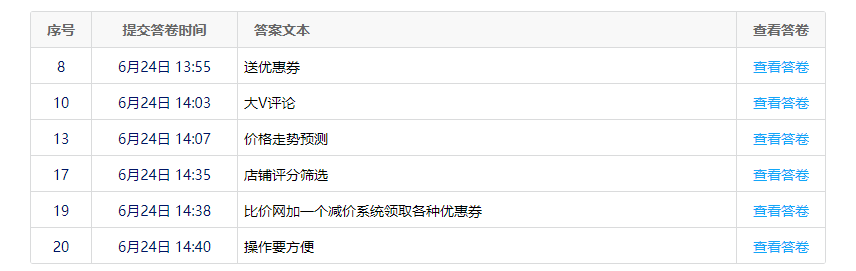 序号 提交答卷时间 答案文本 查看答卷
8 6月24日 13:55 送优惠券 查看答卷
10 6月24日 14:03 大V评论 查看答卷
13 6月24日 14:07 价格走势预测 查看答卷
17 6月24日 14:35 店铺评分筛选 查看答卷
19 6月24日 14:38 比价网加一个减价系统领取各种优惠券 查看答卷
20 6月24日 14:40 操作要方便 查看答卷